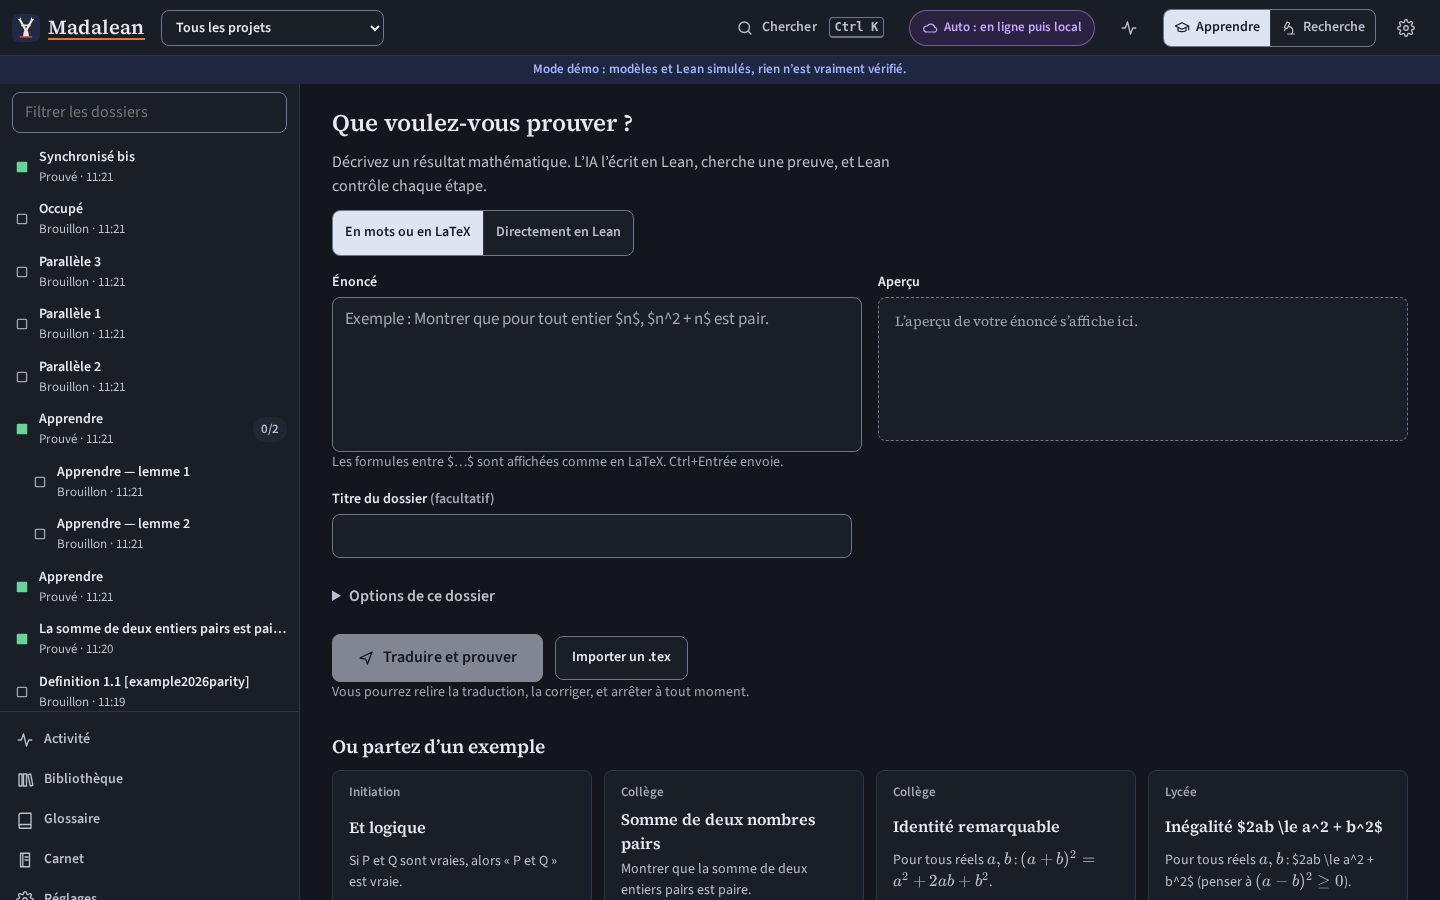 Madalean
Tous les projets
Chercher
Ctrl K
Auto : en ligne puis local
Apprendre
Recherche
Mode démo : modèles et Lean simulés, rien n’est vraiment vérifié.
Filtrer les dossiers
Synchronisé bis
Prouvé · 11:21
Occupé
Brouillon · 11:21
Parallèle 3
Brouillon · 11:21
Parallèle 1
Brouillon · 11:21
Parallèle 2
Brouillon · 11:21
Apprendre
Prouvé · 11:21
0/2
Apprendre — lemme 1
Brouillon · 11:21
Apprendre — lemme 2
Brouillon · 11:21
Apprendre
Prouvé · 11:21
La somme de deux entiers pairs est pai…
Prouvé · 11:20
Definition 1.1 [example2026parity]
Brouillon · 11:19
Activité
Bibliothèque
Glossaire
Carnet
Réglages
Que voulez-vous prouver ?
Décrivez un résultat mathématique. L’IA l’écrit en Lean, cherche une preuve, et Lean
contrôle chaque étape.
En mots ou en LaTeX
Directement en Lean
Énoncé
Exemple : Montrer que pour tout entier $n$, $n^2 + n$ est pair.
Les formules entre $…$ sont affichées comme en LaTeX. Ctrl+Entrée envoie.
Aperçu
L’aperçu de votre énoncé s’affiche ici.
Titre du dossier (facultatif)
Options de ce dossier
Traduire et prouver
Importer un .tex
Vous pourrez relire la traduction, la corriger, et arrêter à tout moment.
Ou partez d’un exemple
Initiation
Et logique
Si P et Q sont vraies, alors « P et Q »
est vraie.
Collège
Somme de deux nombres
pairs
Montrer que la somme de deux
entiers pairs est paire.
Collège
Identité remarquable
Pour tous réels a, b : (a + b)² =
a² + 2ab + b².
Lycée
Inégalité $2ab \le a^2 + b^2$
Pour tous réels a, b : $2ab \le a^2 +
b^2$ (penser à (a − b)² ≥ 0).